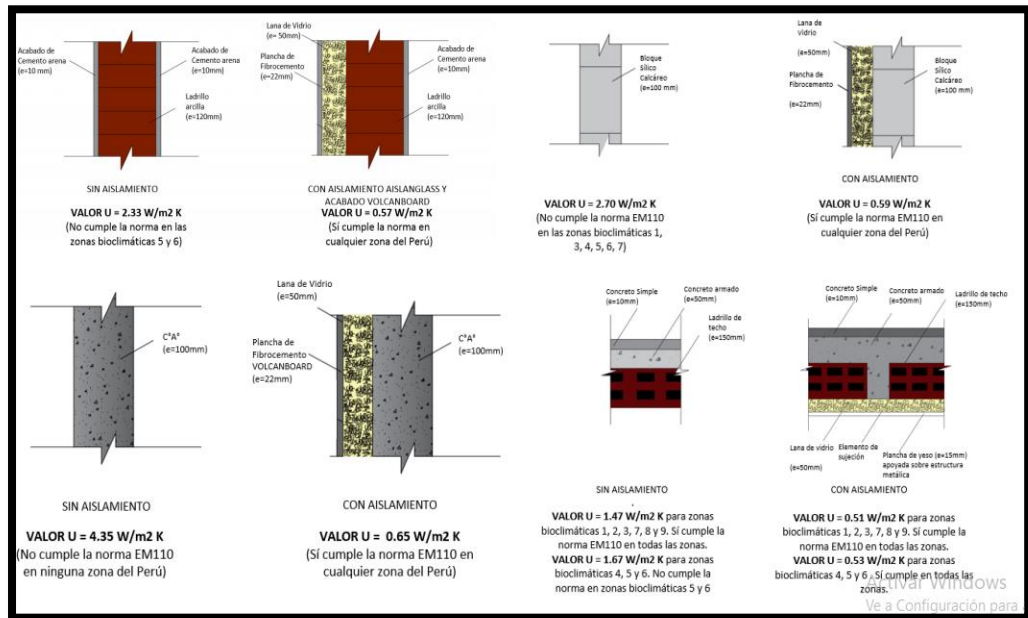 Acabado de
Cemento arena
(e=10 mm)
Acabado de
Cemento arena
(e=10mm)
Ladrillo
arcilla
(e=120mm)
SIN AISLAMIENTO
VALOR U = 2.33 W/m2 K
(No cumple la norma en las
zonas bioclimáticas 5 y 6)
Lana de Vidrio
(e= 50mm)
Plancha de
Fibrocemento
(e=22mm)
Acabado de
Cemento arena
(e=10mm)
Ladrillo
arcilla
(e=120mm)
CON AISLAMIENTO AISLANGLASS Y
ACABADO VOLCANBOARD
VALOR U = 0.57 W/m2 K
(Sí cumple la norma en
cualquier zona del Perú)
Bloque
Sílico
Calcáreo
(e=100 mm)
SIN AISLAMIENTO
VALOR U = 2.70 W/m2 K
(No cumple la norma EM110
en las zonas bioclimáticas 1,
3, 4, 5, 6, 7)
Lana de
vidrio
(e=50mm)
Plancha de
Fibrocemento
(e=22mm)
Bloque
Sílico
Calcáreo
(e=100 mm)
CON AISLAMIENTO
VALOR U = 0.59 W/m2 K
(Sí cumple la norma EM110 en
cualquier zona del Perú)
C°A°
(e=100mm)
SIN AISLAMIENTO
VALOR U = 4.35 W/m2 K
(No cumple la norma EM110
en ninguna zona del Perú)
Lana de Vidrio
(e=50mm)
Plancha de
Fibrocemento
VOLCANBOARD
(e=22mm)
C°A°
(e=100mm)
CON AISLAMIENTO
VALOR U = 0.65 W/m2 K
(Sí cumple la norma EM110 en
cualquier zona del Perú)
Concreto Simple
(e=10mm)
Concreto armado
(e=50mm)
Ladrillo de
techo
(e=150mm)
SIN AISLAMIENTO
VALOR U = 1.47 W/m2 K para zonas
bioclimáticas 1, 2, 3, 7, 8 y 9. Sí cumple la
norma EM110 en todas las zonas.
VALOR U = 1.67 W/m2 K para zonas
bioclimáticas 4, 5 y 6. No cumple la
norma en zonas bioclimáticas 5 y 6
Concreto Simple
(e=10mm)
Concreto armado
(e=50mm)
Ladrillo de techo
(e=150mm)
Lana de vidrio
(e=50mm)
Elemento de
sujeción
Plancha de yeso (e=15mm)
apoyada sobre estructura
metálica
CON AISLAMIENTO
VALOR U = 0.51 W/m2 K para zonas
bioclimáticas 1, 2, 3, 7, 8 y 9. Sí cumple la
norma EM110 en todas las zonas.
VALOR U = 0.53 W/m2 K para zonas
bioclimáticas 4, 5 y 6 . Sí cumple en todas las
zonas.
Activar Windows
Ve a Configuración para